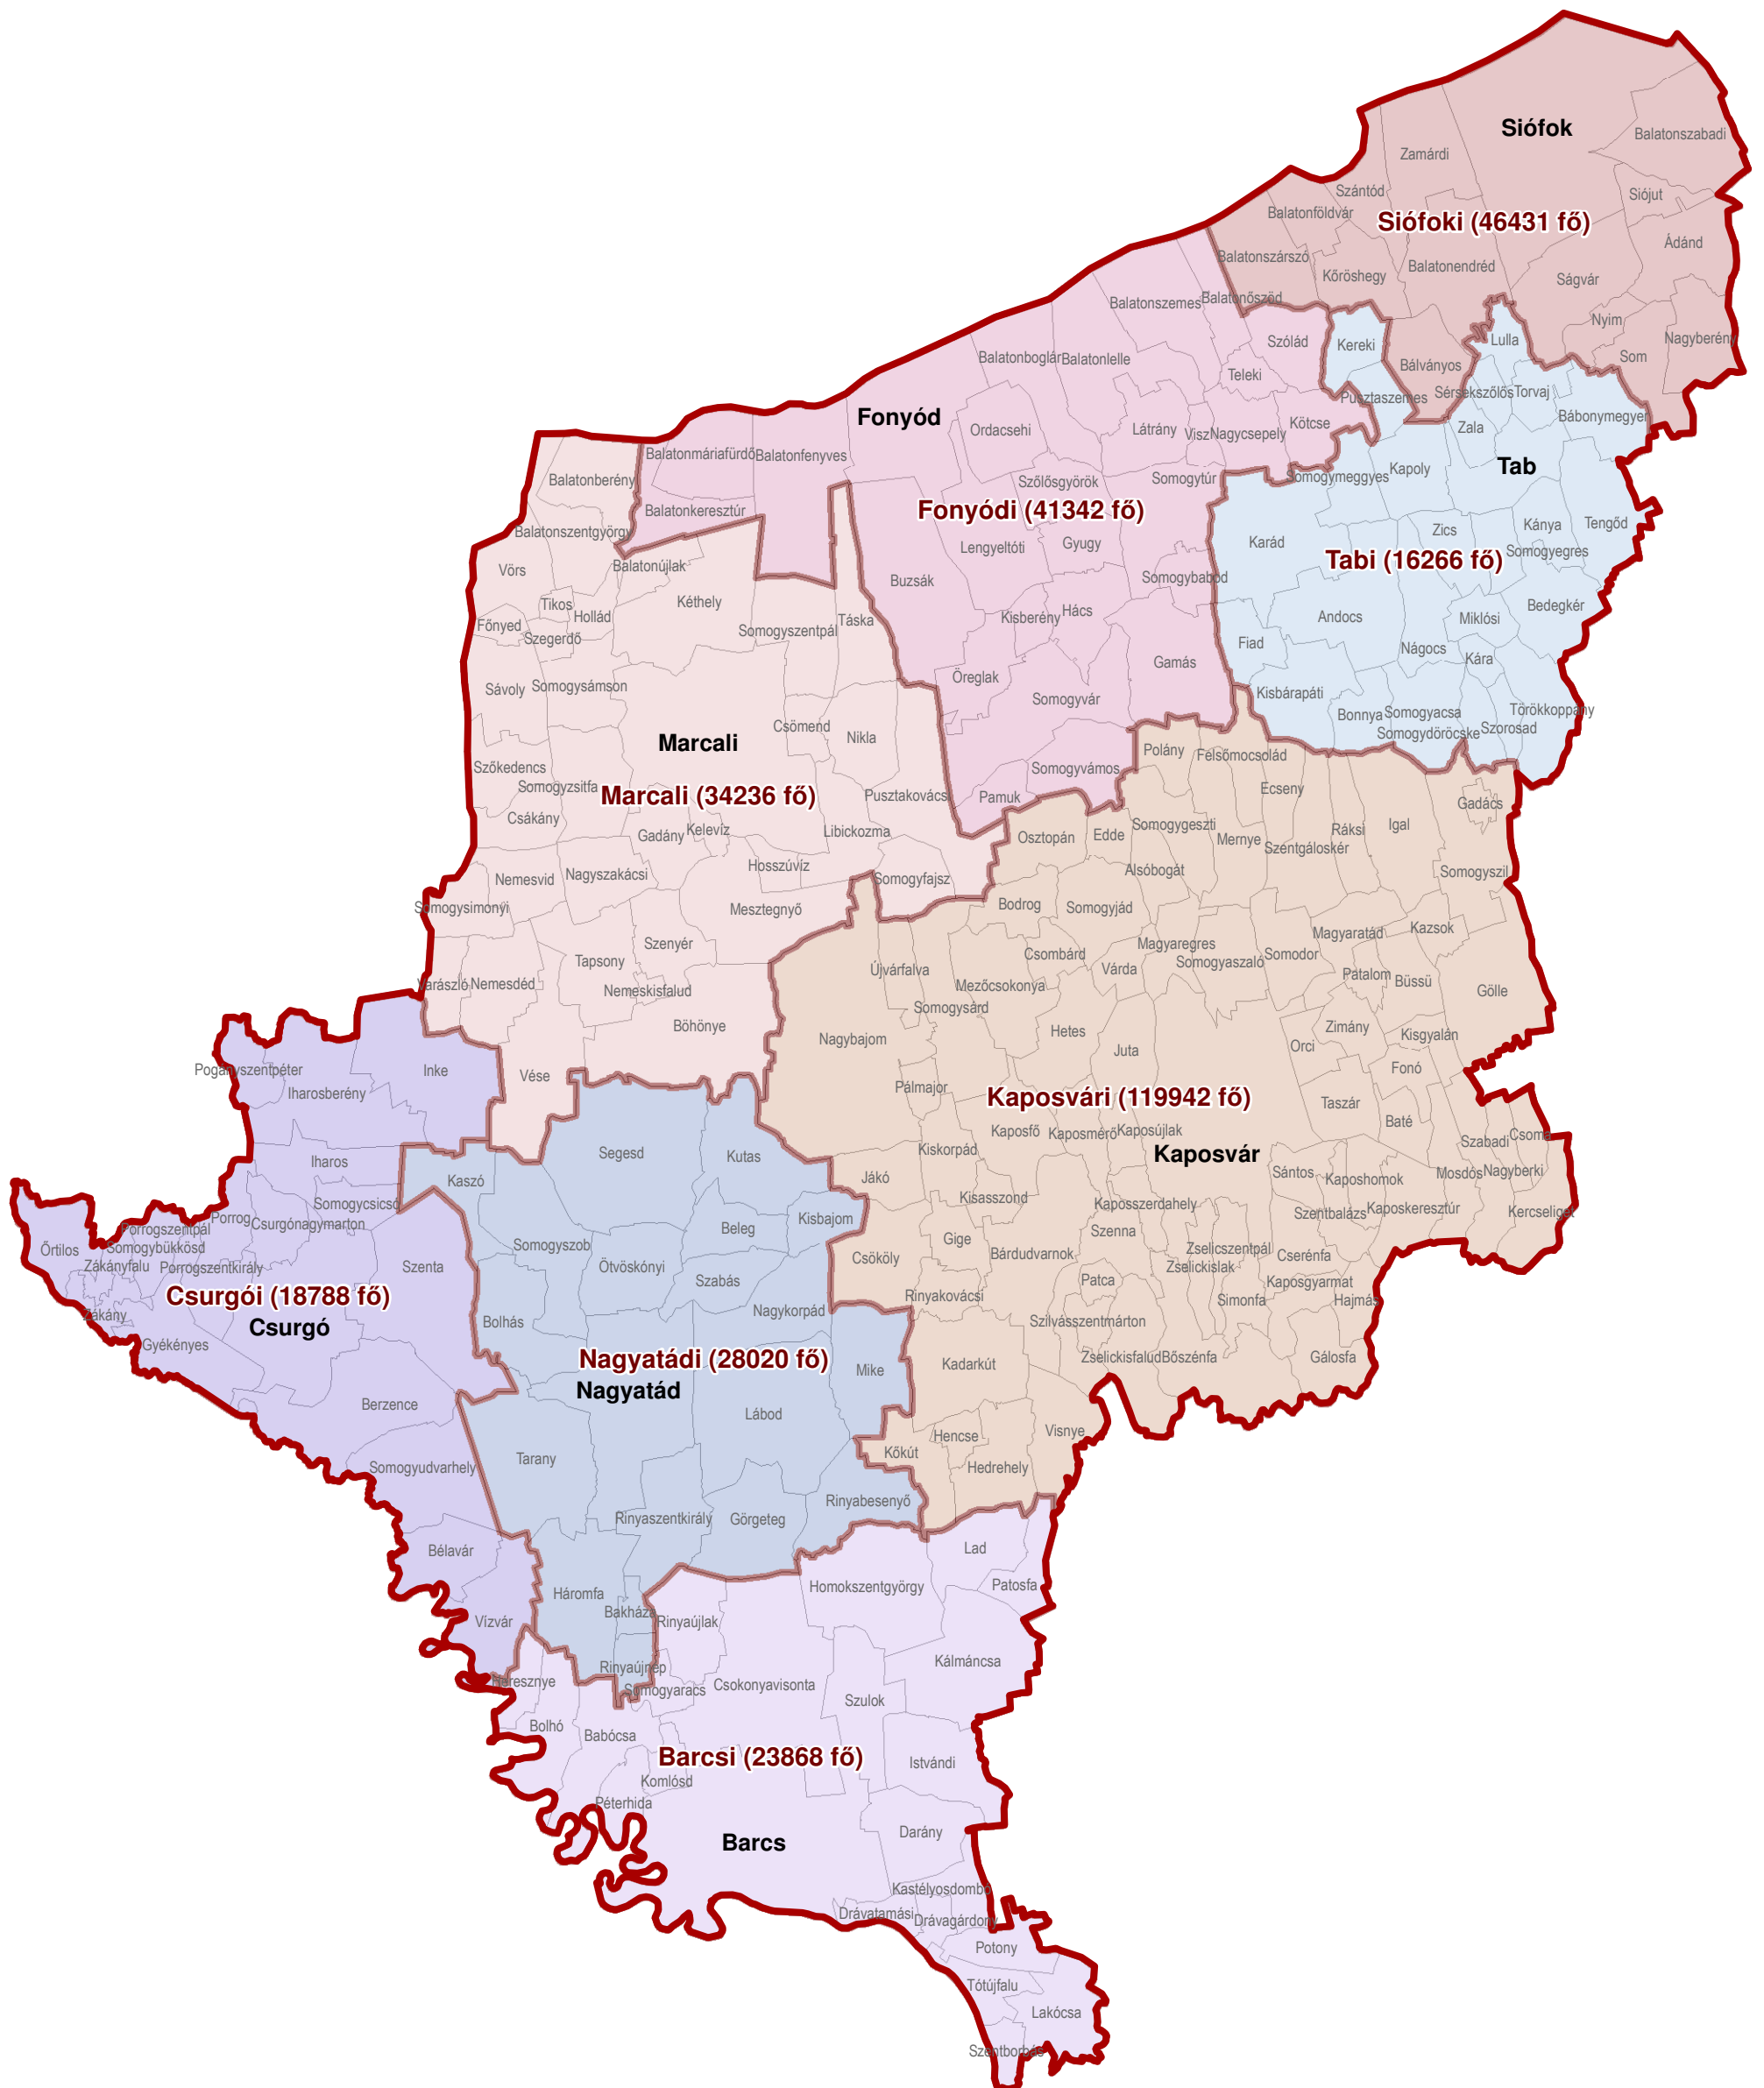 Siófok
Balatonszabadi
Zamárdi
Szántód
Siójut
Balatonföldvár
Siófoki (46431 fő)
Ádánd
Balatonszárszó
Kőröshegy
Balatonendréd
Ságvár
Balatonszemes
Balatonőszöd
Nyim
Nagyberény
Szólád
Kereki
Lulla
Som
Balatonboglár
Balatonlelle
Bálványos
Teleki
Pusztaszemes
Sérsekszőlős
Torvaj
Bábonymegyer
Fonyód
Ordacsehi
Látrány
Visz
Nagycsepely
Kötcse
Zala
Balatonmáriafürdő
Balatonfenyves
Tab
Kapoly
Somogymeggyes
Balatonberény
Szőlősgyörök
Somogytúr
Balatonkeresztúr
Fonyódi (41342 fő)
Balatonszentgyörgy
Zics
Kánya
Tengőd
Karád
Lengyeltóti
Gyugy
Somogyegres
Tabi (16266 fő)
Vörs
Balatonújlak
Buzsák
Somogybabod
Tikos
Kéthely
Hollád
Bedegkér
Főnyed
Szegerdő
Somogyszentpál
Táska
Kisberény
Hács
Andocs
Miklósi
Fiad
Nágocs
Kára
Gamás
Sávoly
Somogysámson
Öreglak
Somogyvár
Kisbárapáti
Bonnya
Somogyacsa
Törökkoppány
Csömend
Nikla
Somogydöröcske
Szorosad
Marcali
Polány
Felsőmocsolád
Szőkedencs
Somogyvámos
Somogyzsitfa
Marcali (34236 fő)
Pusztakovácsi
Pamuk
Ecseny
Gadács
Csákány
Gadány
Kelevíz
Libickozma
Osztopán
Edde
Somogygeszti
Mernye
Ráksi
Igal
Szentgáloskér
Nemesvid
Nagyszakácsi
Hosszúvíz
Somogyfajsz
Alsóbogát
Somogyszil
Somogysimonyi
Mesztegnyő
Bodrog
Somogyjád
Szenyér
Magyaratád
Kazsok
Tapsony
Csombárd
Magyaregres
Somogyaszaló
Somodor
Várda
Újvárfalva
Patalom
Büssü
Varászló
Nemesdéd
Nemeskisfalud
Mezőcsokonya
Gölle
Somogysárd
Böhönye
Hetes
Zimány
Kisgyalán
Nagybajom
Juta
Orci
Pogányszentpéter
Inke
Vése
Fonó
Iharosberény
Pálmajor
Kaposvári (119942 fő)
Taszár
Baté
Kaposfő
Kaposmérő
Kaposújlak
Szabadi
Csoma
Segesd
Kutas
Kiskorpád
Kaposvár
Iharos
Kaszó
Jákó
Sántos
Kaposhomok
Mosdós
Nagyberki
Somogycsicsó
Kisasszond
Kaposszerdahely
Szentbalázs
Kaposkeresztúr
Kercseliget
Porrog
Csurgónagymarton
Porrogszentpál
Beleg
Kisbajom
Szenna
Őrtilos
Somogybükkösd
Somogyszob
Gige
Bárdudvarnok
Zselicszentpál
Cserénfa
Csököly
Zákányfalu
Porrogszentkirály
Szenta
Ötvöskónyi
Zselickislak
Szabás
Patca
Kaposgyarmat
Csurgói (18788 fő)
Rinyakovácsi
Simonfa
Hajmás
Zákány
Csurgó
Bolhás
Nagykorpád
Szilvásszentmárton
Gyékényes
Nagyatádi (28020 fő)
Zselickisfalud
Bőszénfa
Gálosfa
Mike
Kadarkút
Nagyatád
Berzence
Lábod
Visnye
Hencse
Kőkút
Tarany
Hedrehely
Somogyudvarhely
Rinyabesenyő
Rinyaszentkirály
Görgeteg
Bélavár
Lad
Háromfa
Homokszentgyörgy
Patosfa
Bakháza
Vízvár
Rinyaújlak
Kálmáncsa
Rinyaújnép
Heresznye
Somogyaracs
Csokonyavisonta
Szulok
Bolhó
Babócsa
Barcsi (23868 fő)
Istvándi
Komlósd
Péterhida
Barcs
Darány
Kastélyosdombó
Drávatamási
Drávagárdony
Potony
Tótújfalu
Lakócsa
Szentborbás